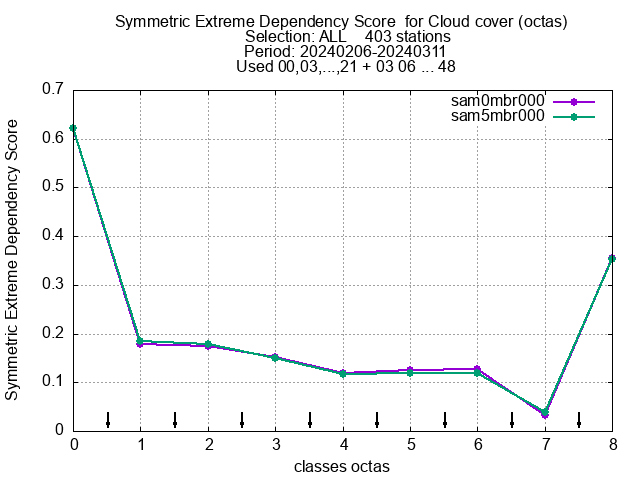 Symmetric Extreme Dependency Score  for Cloud cover (octas)
Selection: ALL    403 stations
Period: 20240206-20240311
Used 00,03,...,21 + 03 06 ... 48
sam0mbr000
sam5mbr000
Symmetric Extreme Dependency Score
0.7
0.6
0.5
0.4
0.3
0.2
0.1
0
0 1 2 3 4 5 6 7 8
classes octas